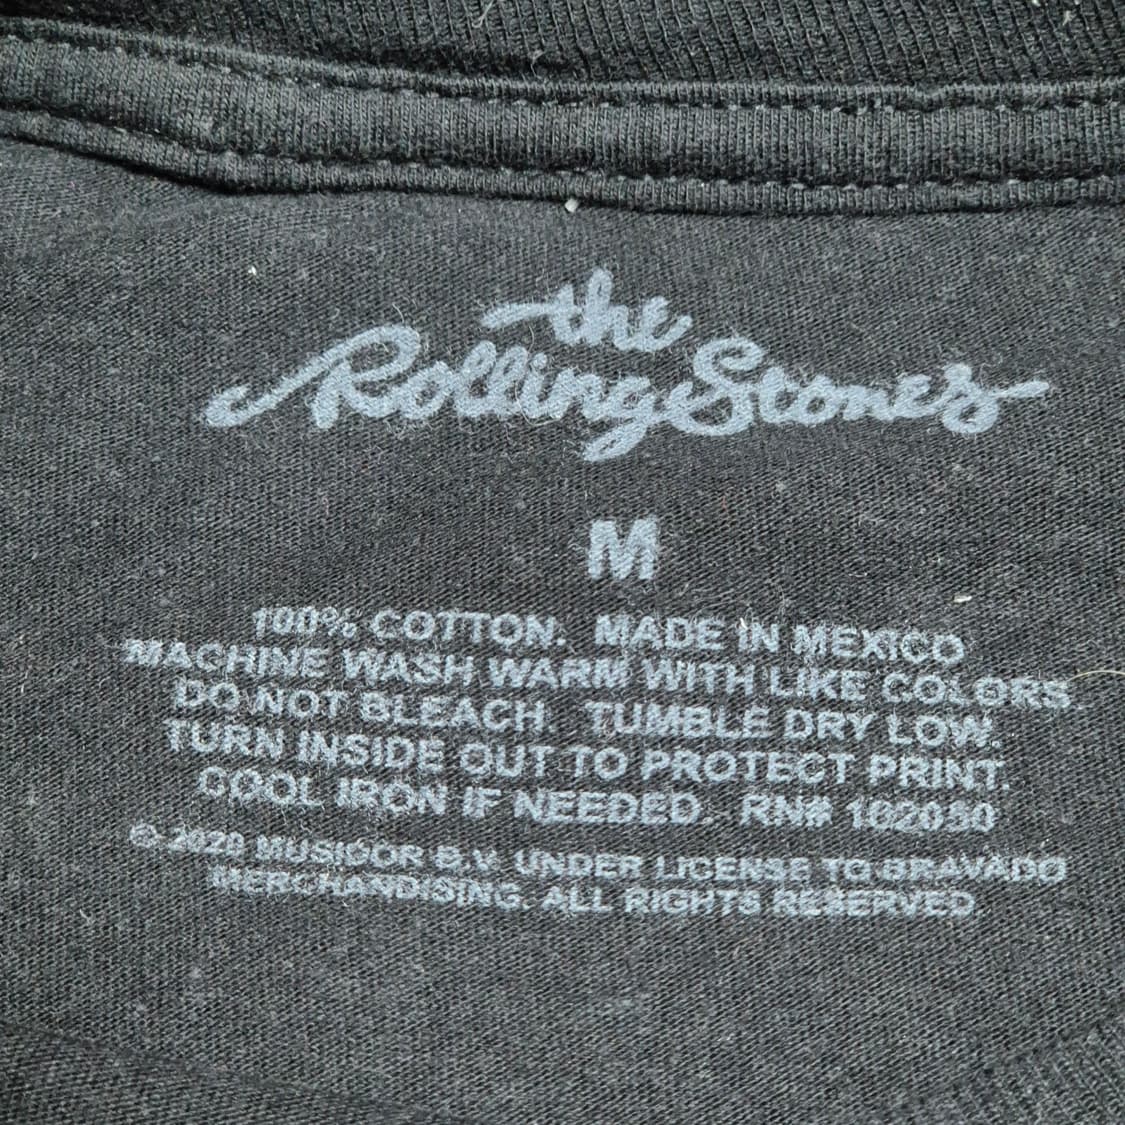 the
Rolling Stones
M
100% COTTON. MADE IN MEXICO
MACHINE WASH WARM WITH LIKE COLORS.
DO NOT BLEACH. TUMBLE DRY LOW.
TURN INSIDE OUT TO PROTECT PRINT.
COOL IRON IF NEEDED. RN# 102050
© 2020 MUSIDOR B.V. UNDER LICENSE TO BRAVADO
MERCHANDISING. ALL RIGHTS RESERVED.